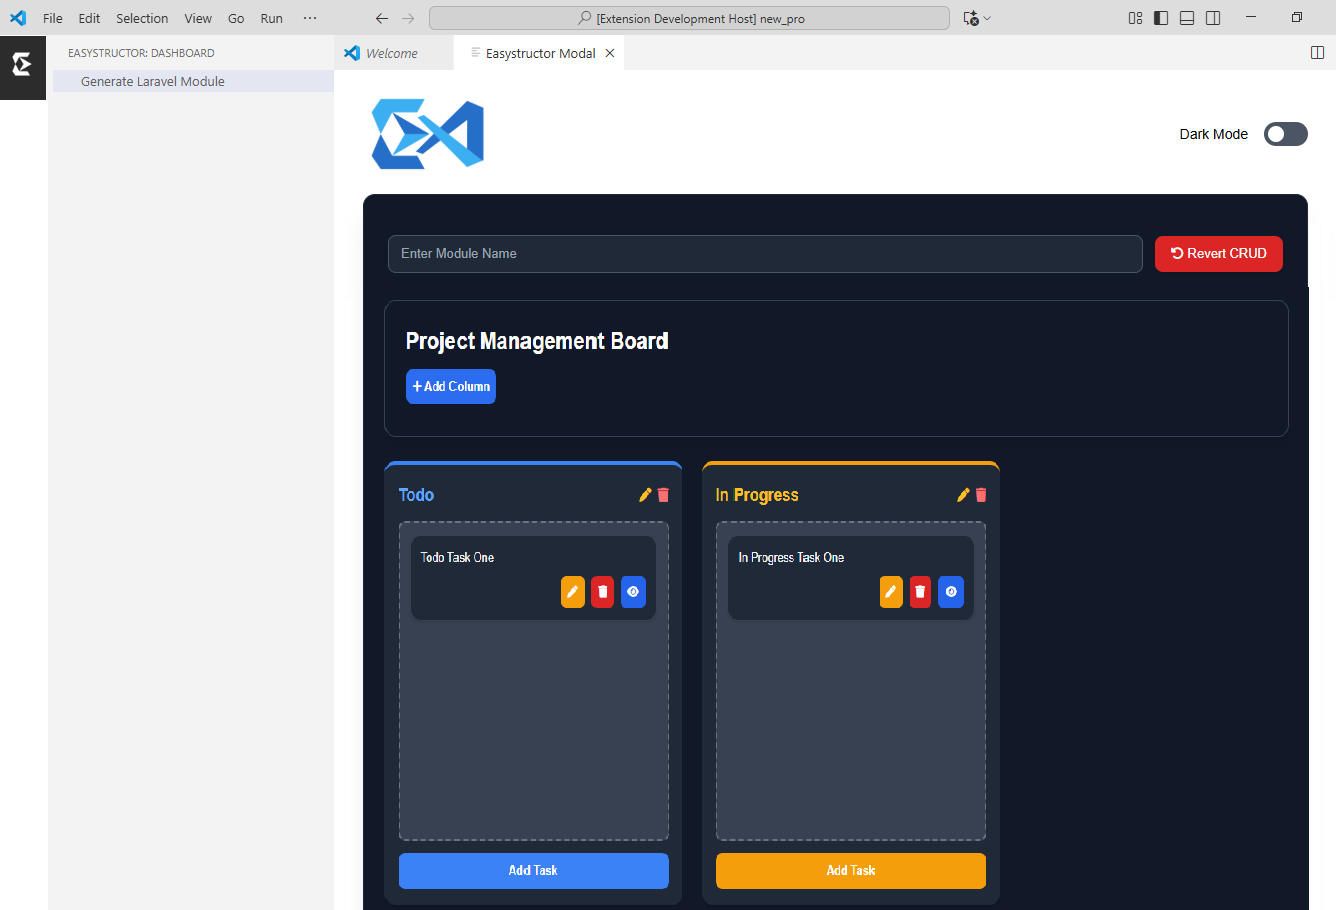 File Edit Selection View Go Run ···
[Extension Development Host] new_pro
EASYSTRUCTOR: DASHBOARD
Generate Laravel Module
Welcome
Easystructor Modal
Dark Mode
Enter Module Name
Revert CRUD
Project Management Board
+ Add Column
Todo
Todo Task One
Add Task
In Progress
In Progress Task One
Add Task